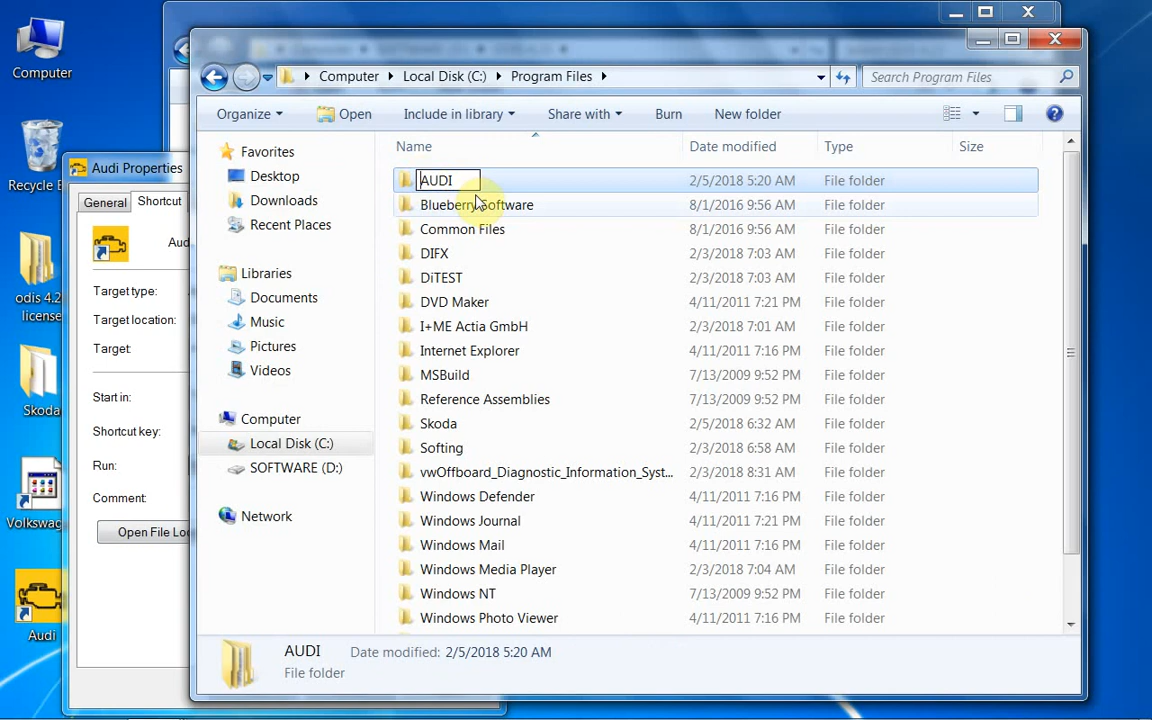 Computer
Recycle
odis 4.2
license
Skoda
Volkswag
Audi
Audi Properties
General
Shortcut
Aud
Target type:
Target location:
Target:
Start in:
Shortcut key:
Run:
Comment:
Open File Loc
Computer
Local Disk (C:)
Program Files
Search Program Files
Organize
Open
Include in library
Share with
Burn
New folder
Favorites
Desktop
Downloads
Recent Places
Libraries
Documents
Music
Pictures
Videos
Computer
Local Disk (C:)
SOFTWARE (D:)
Network
Name Date modified Type Size
AUDI 2/5/2018 5:20 AM File folder
Blueberry Software 8/1/2016 9:56 AM File folder
Common Files 8/1/2016 9:56 AM File folder
DIFX 2/3/2018 7:03 AM File folder
DiTEST 2/3/2018 7:03 AM File folder
DVD Maker 4/11/2011 7:21 PM File folder
I+ME Actia GmbH 2/3/2018 7:01 AM File folder
Internet Explorer 4/11/2011 7:16 PM File folder
MSBuild 7/13/2009 9:52 PM File folder
Reference Assemblies 7/13/2009 9:52 PM File folder
Skoda 2/5/2018 6:32 AM File folder
Softing 2/3/2018 6:58 AM File folder
vwOffboard_Diagnostic_Information_Syst... 2/3/2018 8:31 AM File folder
Windows Defender 4/11/2011 7:16 PM File folder
Windows Journal 4/11/2011 7:21 PM File folder
Windows Mail 4/11/2011 7:16 PM File folder
Windows Media Player 2/3/2018 7:04 AM File folder
Windows NT 7/13/2009 9:52 PM File folder
Windows Photo Viewer 4/11/2011 7:16 PM File folder
AUDI Date modified: 2/5/2018 5:20 AM
File folder